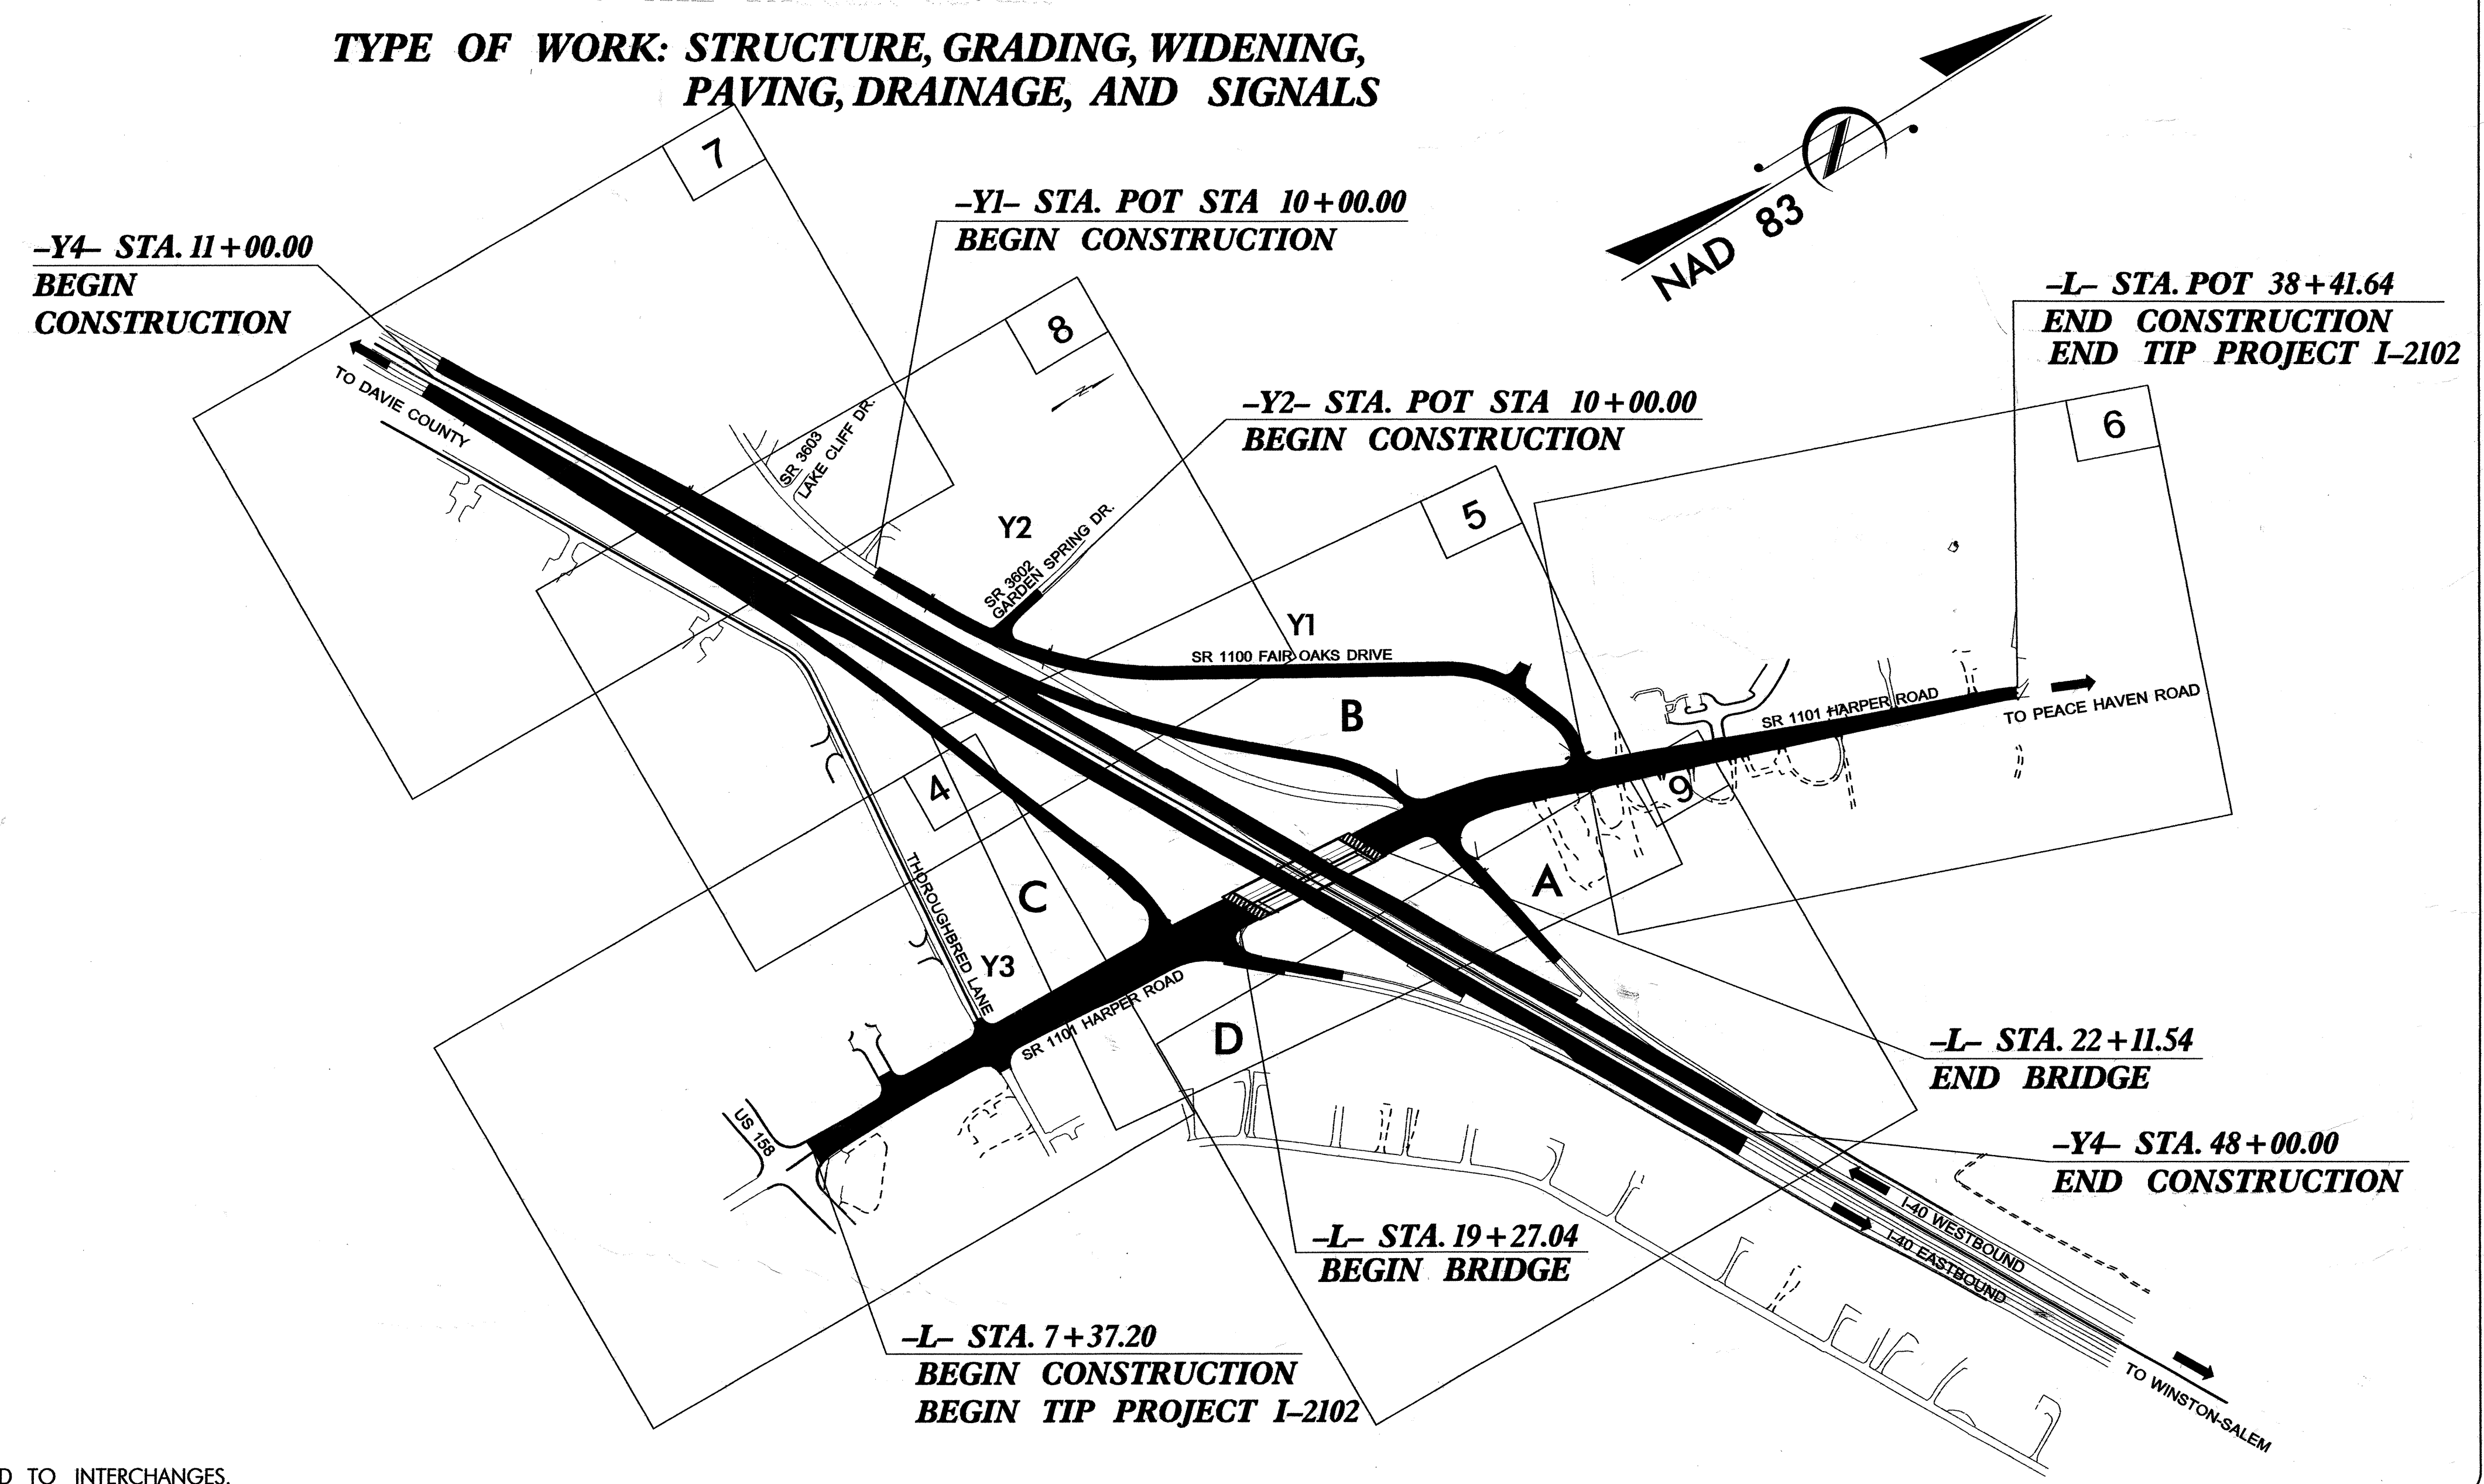 TYPE OF WORK: STRUCTURE, GRADING, WIDENING,
PAVING, DRAINAGE, AND SIGNALS
7
NAD 83
–Y1– STA. POT STA 10+00.00
BEGIN CONSTRUCTION
–Y4– STA. 11+00.00
BEGIN
CONSTRUCTION
–L– STA. POT 38+41.64
END CONSTRUCTION
END TIP PROJECT I–2102
8
TO DAVIE COUNTY
–Y2– STA. POT STA 10+00.00
BEGIN CONSTRUCTION
6
SR 3603
LAKE CLIFF DR.
5
Y2
SR 3602
GARDEN SPRING DR.
Y1
SR 1100 FAIR OAKS DRIVE
B
SR 1101 HARPER ROAD
TO PEACE HAVEN ROAD
4
9
A
C
THOROUGHBRED LANE
Y3
SR 1101 HARPER ROAD
D
US 158
–L– STA. 22+11.54
END BRIDGE
–Y4– STA. 48+00.00
END CONSTRUCTION
I-40 WESTBOUND
I-40 EASTBOUND
–L– STA. 19+27.04
BEGIN BRIDGE
–L– STA. 7+37.20
BEGIN CONSTRUCTION
BEGIN TIP PROJECT I–2102
TO WINSTON-SALEM
D TO INTERCHANGES.